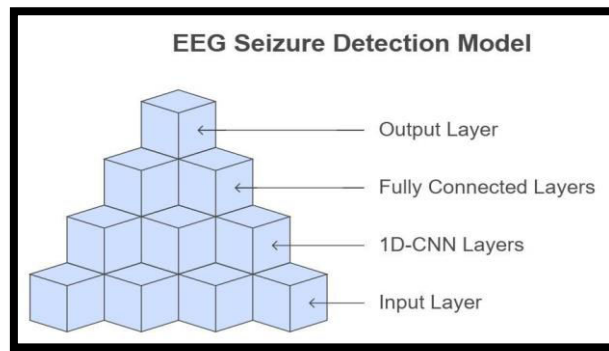 EEG Seizure Detection Model
Output Layer
Fully Connected Layers
1D-CNN Layers
Input Layer